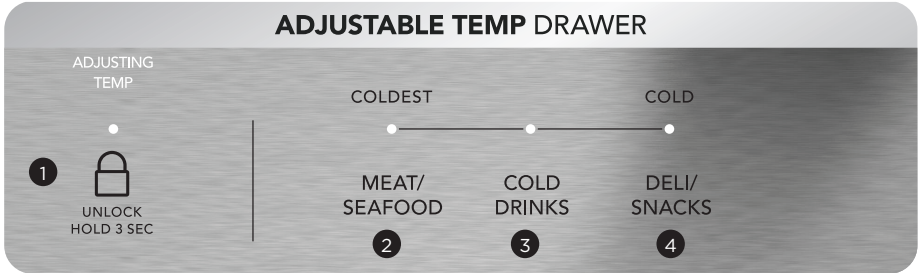 ADJUSTABLE TEMP DRAWER
ADJUSTING
TEMP
COLDEST
COLD
1
UNLOCK
HOLD 3 SEC
MEAT/
SEAFOOD
2
COLD
DRINKS
3
DELI/
SNACKS
4